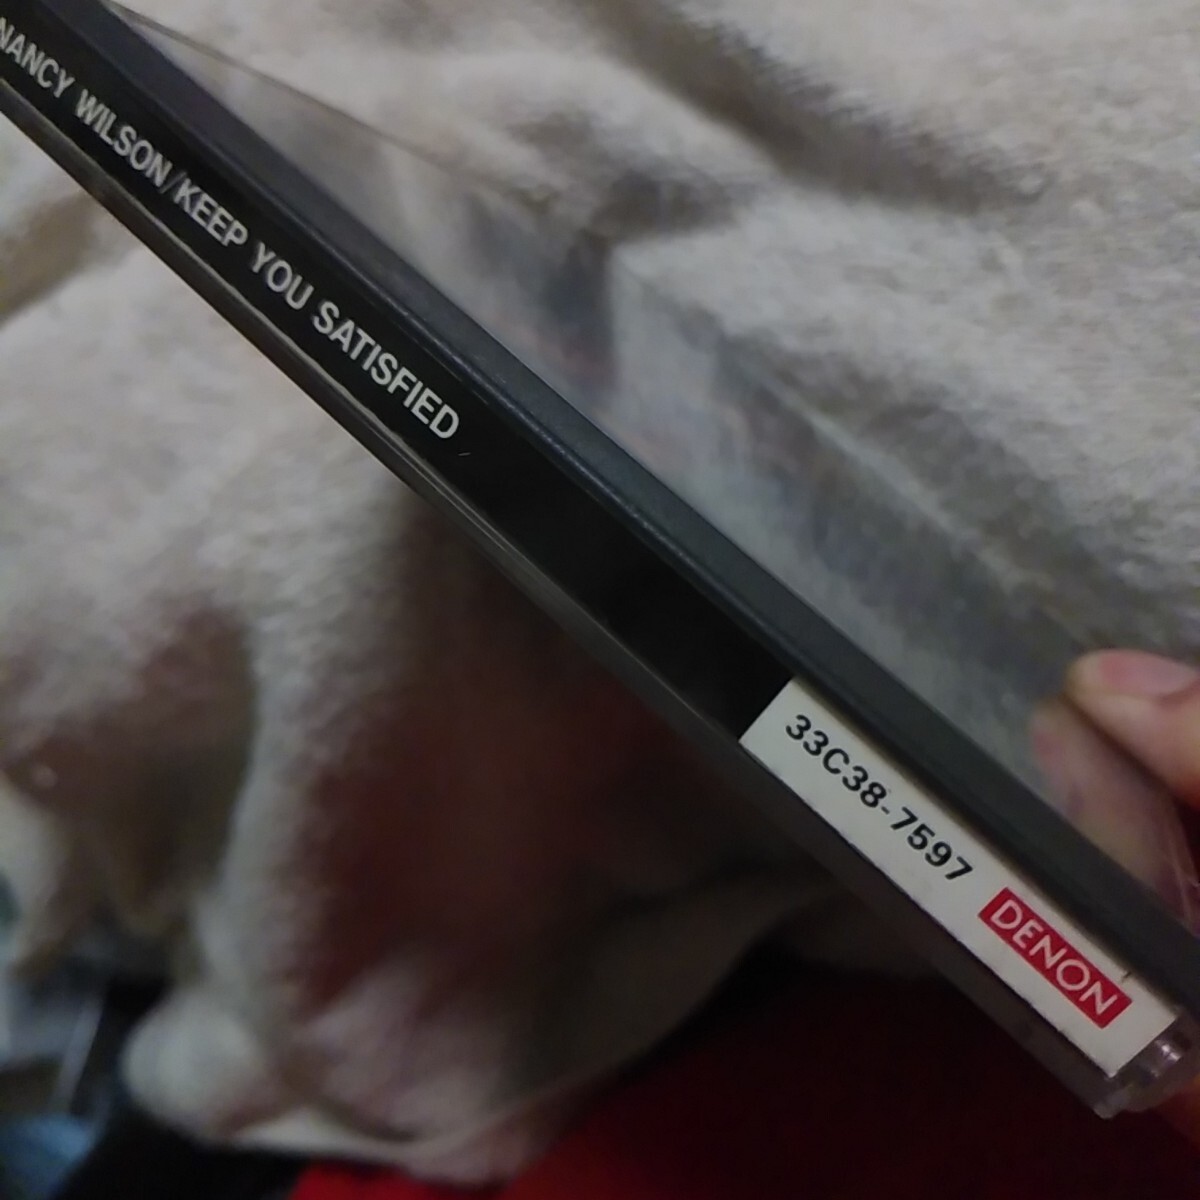 NANCY WILSON/KEEP YOU SATISFIED
33C38-7597
DENON